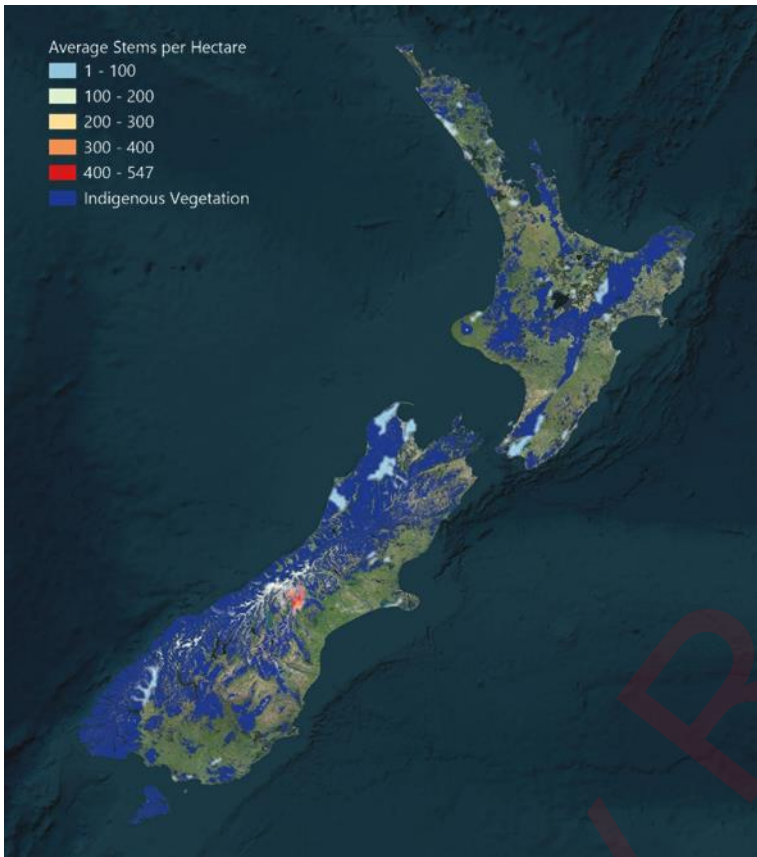 Average Stems per Hectare
1 - 100
100 - 200
200 - 300
300 - 400
400 - 547
Indigenous Vegetation